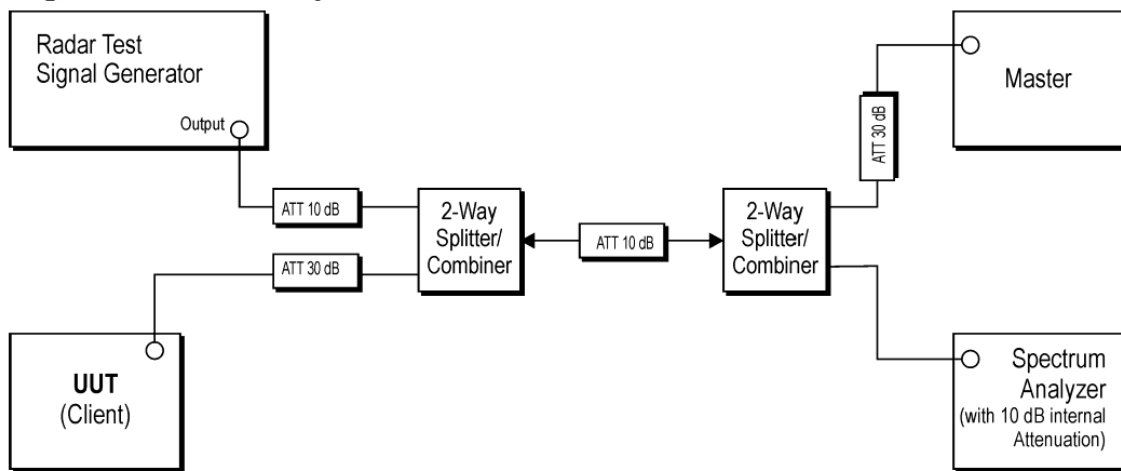 Radar Test
Signal Generator
Output
ATT 10 dB
ATT 30 dB
UUT
(Client)
2-Way
Splitter/
Combiner
ATT 10 dB
2-Way
Splitter/
Combiner
ATT 30 dB
Master
Spectrum
Analyzer
(with 10 dB internal
Attenuation)